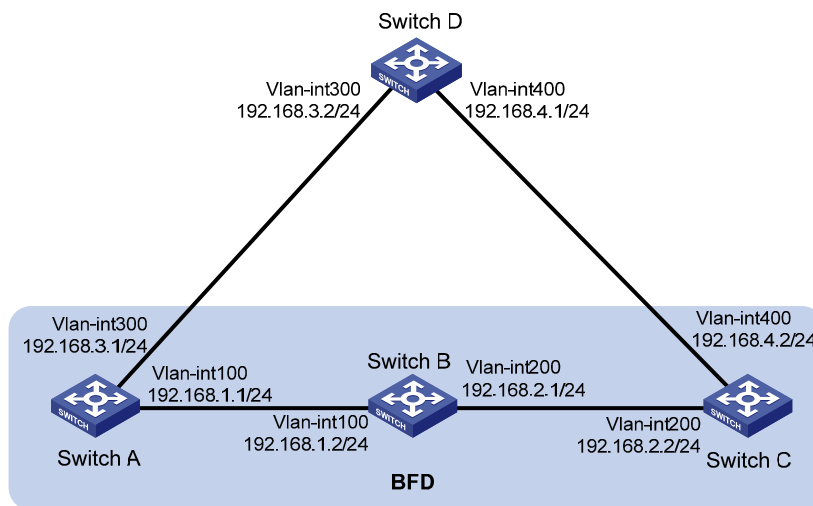 Switch D
Vlan-int300
192.168.3.2/24
Vlan-int400
192.168.4.1/24
SWITCH
Vlan-int300
192.168.3.1/24
Vlan-int400
192.168.4.2/24
Vlan-int100
192.168.1.1/24
Switch B
Vlan-int200
192.168.2.1/24
SWITCH
SWITCH
SWITCH
Vlan-int100
192.168.1.2/24
Vlan-int200
192.168.2.2/24
Switch A
Switch C
BFD